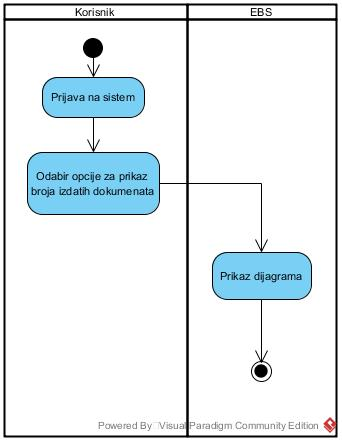 Korisnik
EBS
Prijava na sistem
Odabir opcije za prikaz
broja izdatih dokumenata
Prikaz dijagrama
Powered By Visual Paradigm Community Edition